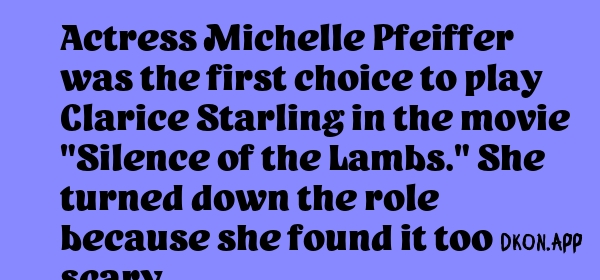 Actress Michelle Pfeiffer
was the first choice to play
Clarice Starling in the movie
"Silence of the Lambs." She
turned down the role
because she found it too
scary
DKON.APP